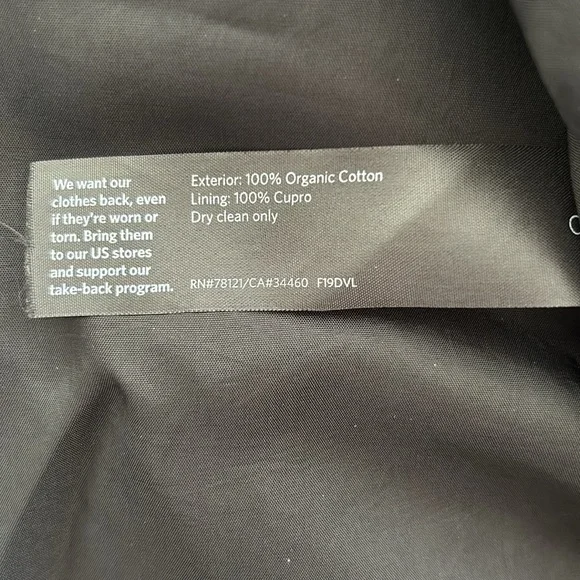 We want our
clothes back, even
if they're worn or
torn. Bring them
to our US stores
and support our
take-back program.
Exterior: 100% Organic Cotton
Lining: 100% Cupro
Dry clean only
RN#78121/CA#34460 F19DVL